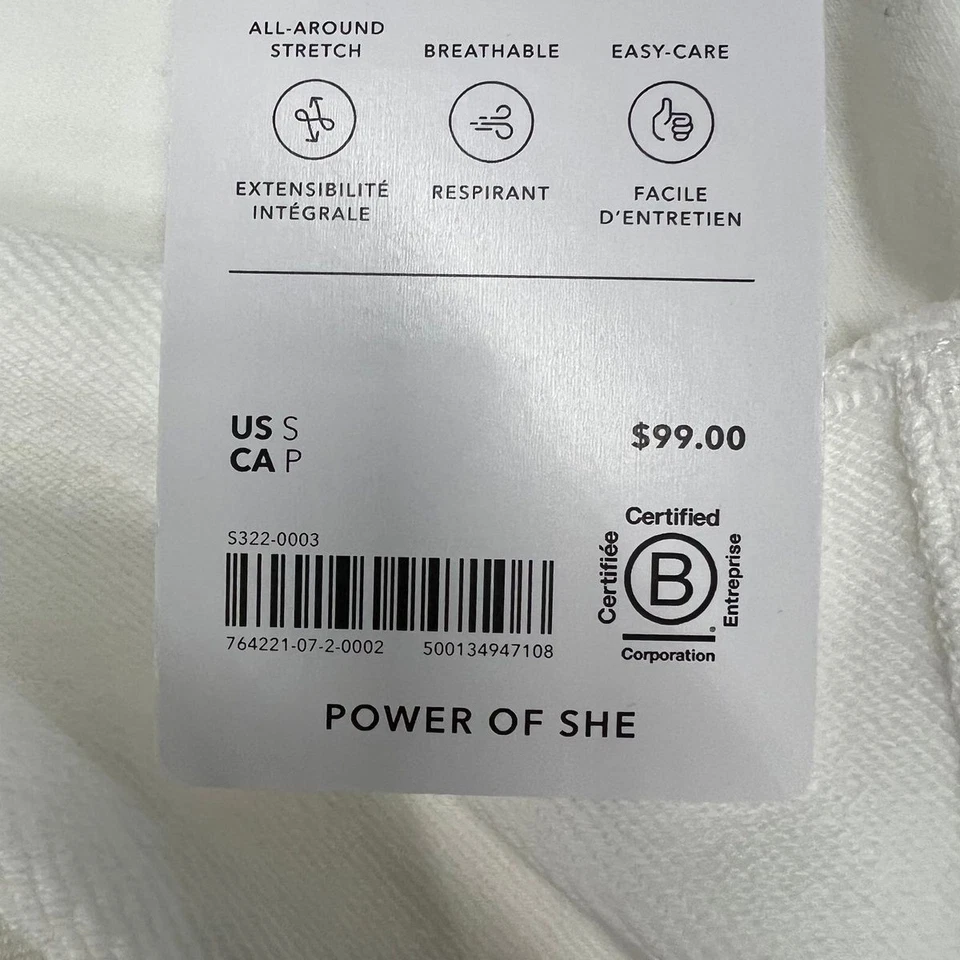 ALL-AROUND
STRETCH
BREATHABLE
EASY-CARE
EXTENSIBILITÉ
INTÉGRALE
RESPIRANT
FACILE
D'ENTRETIEN
US S
CA P
$99.00
S322-0003
764221-07-2-0002 500134947108
Certified
Certifiée
B
Entreprise
Corporation
POWER OF SHE